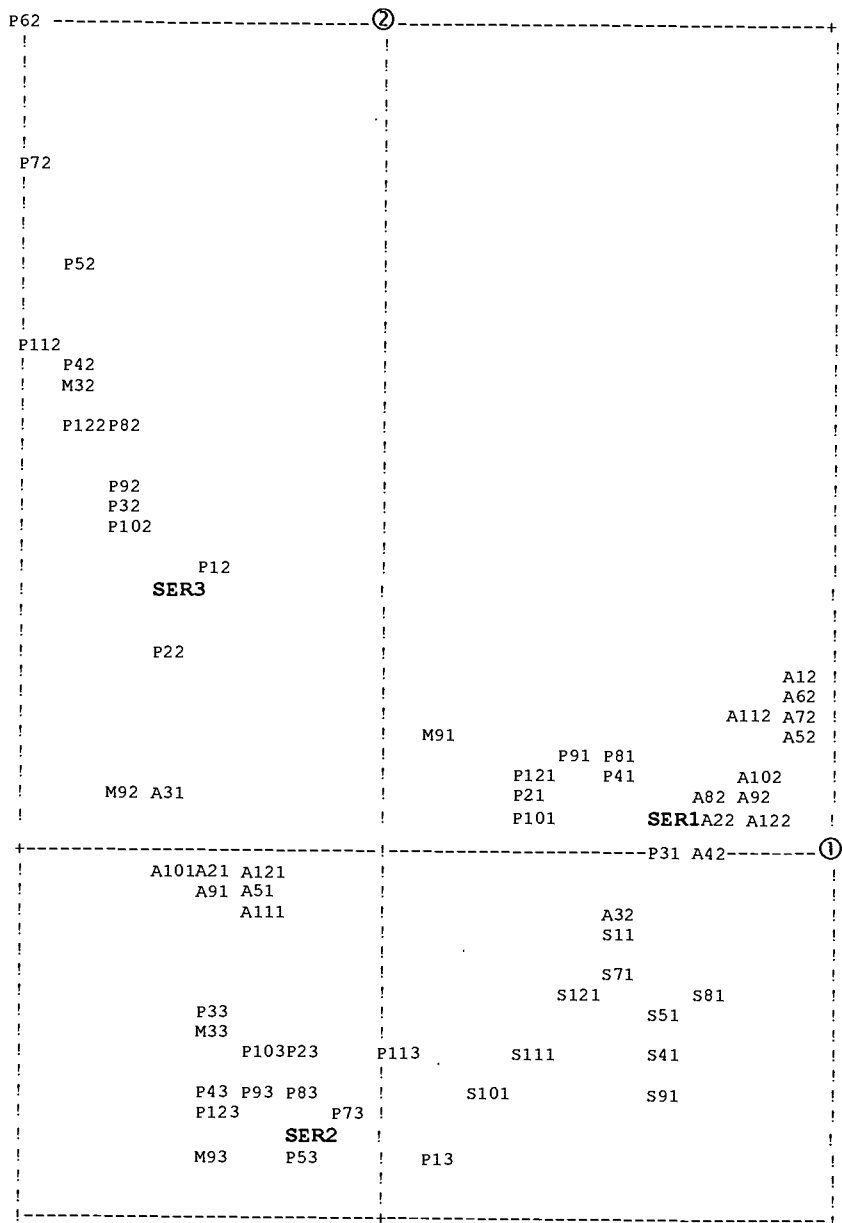 P62 ②
P72
P52
P112
P42
M32
P122P82
P92
P32
P102
P12
SER3
P22
A12
A62
A112 A72
M91 A52
P91 P81
P121 P41 A102
M92 A31 P21 A82 A92
P101 SER1A22 A122
P31 A42 ①
A101A21 A121
A91 A51
A111 A32
S11
S71
S121 S81
P33 S51
M33
P103P23 P113 S111 S41
P43 P93 P83 S101 S91
P123 P73
SER2
M93 P53 P13